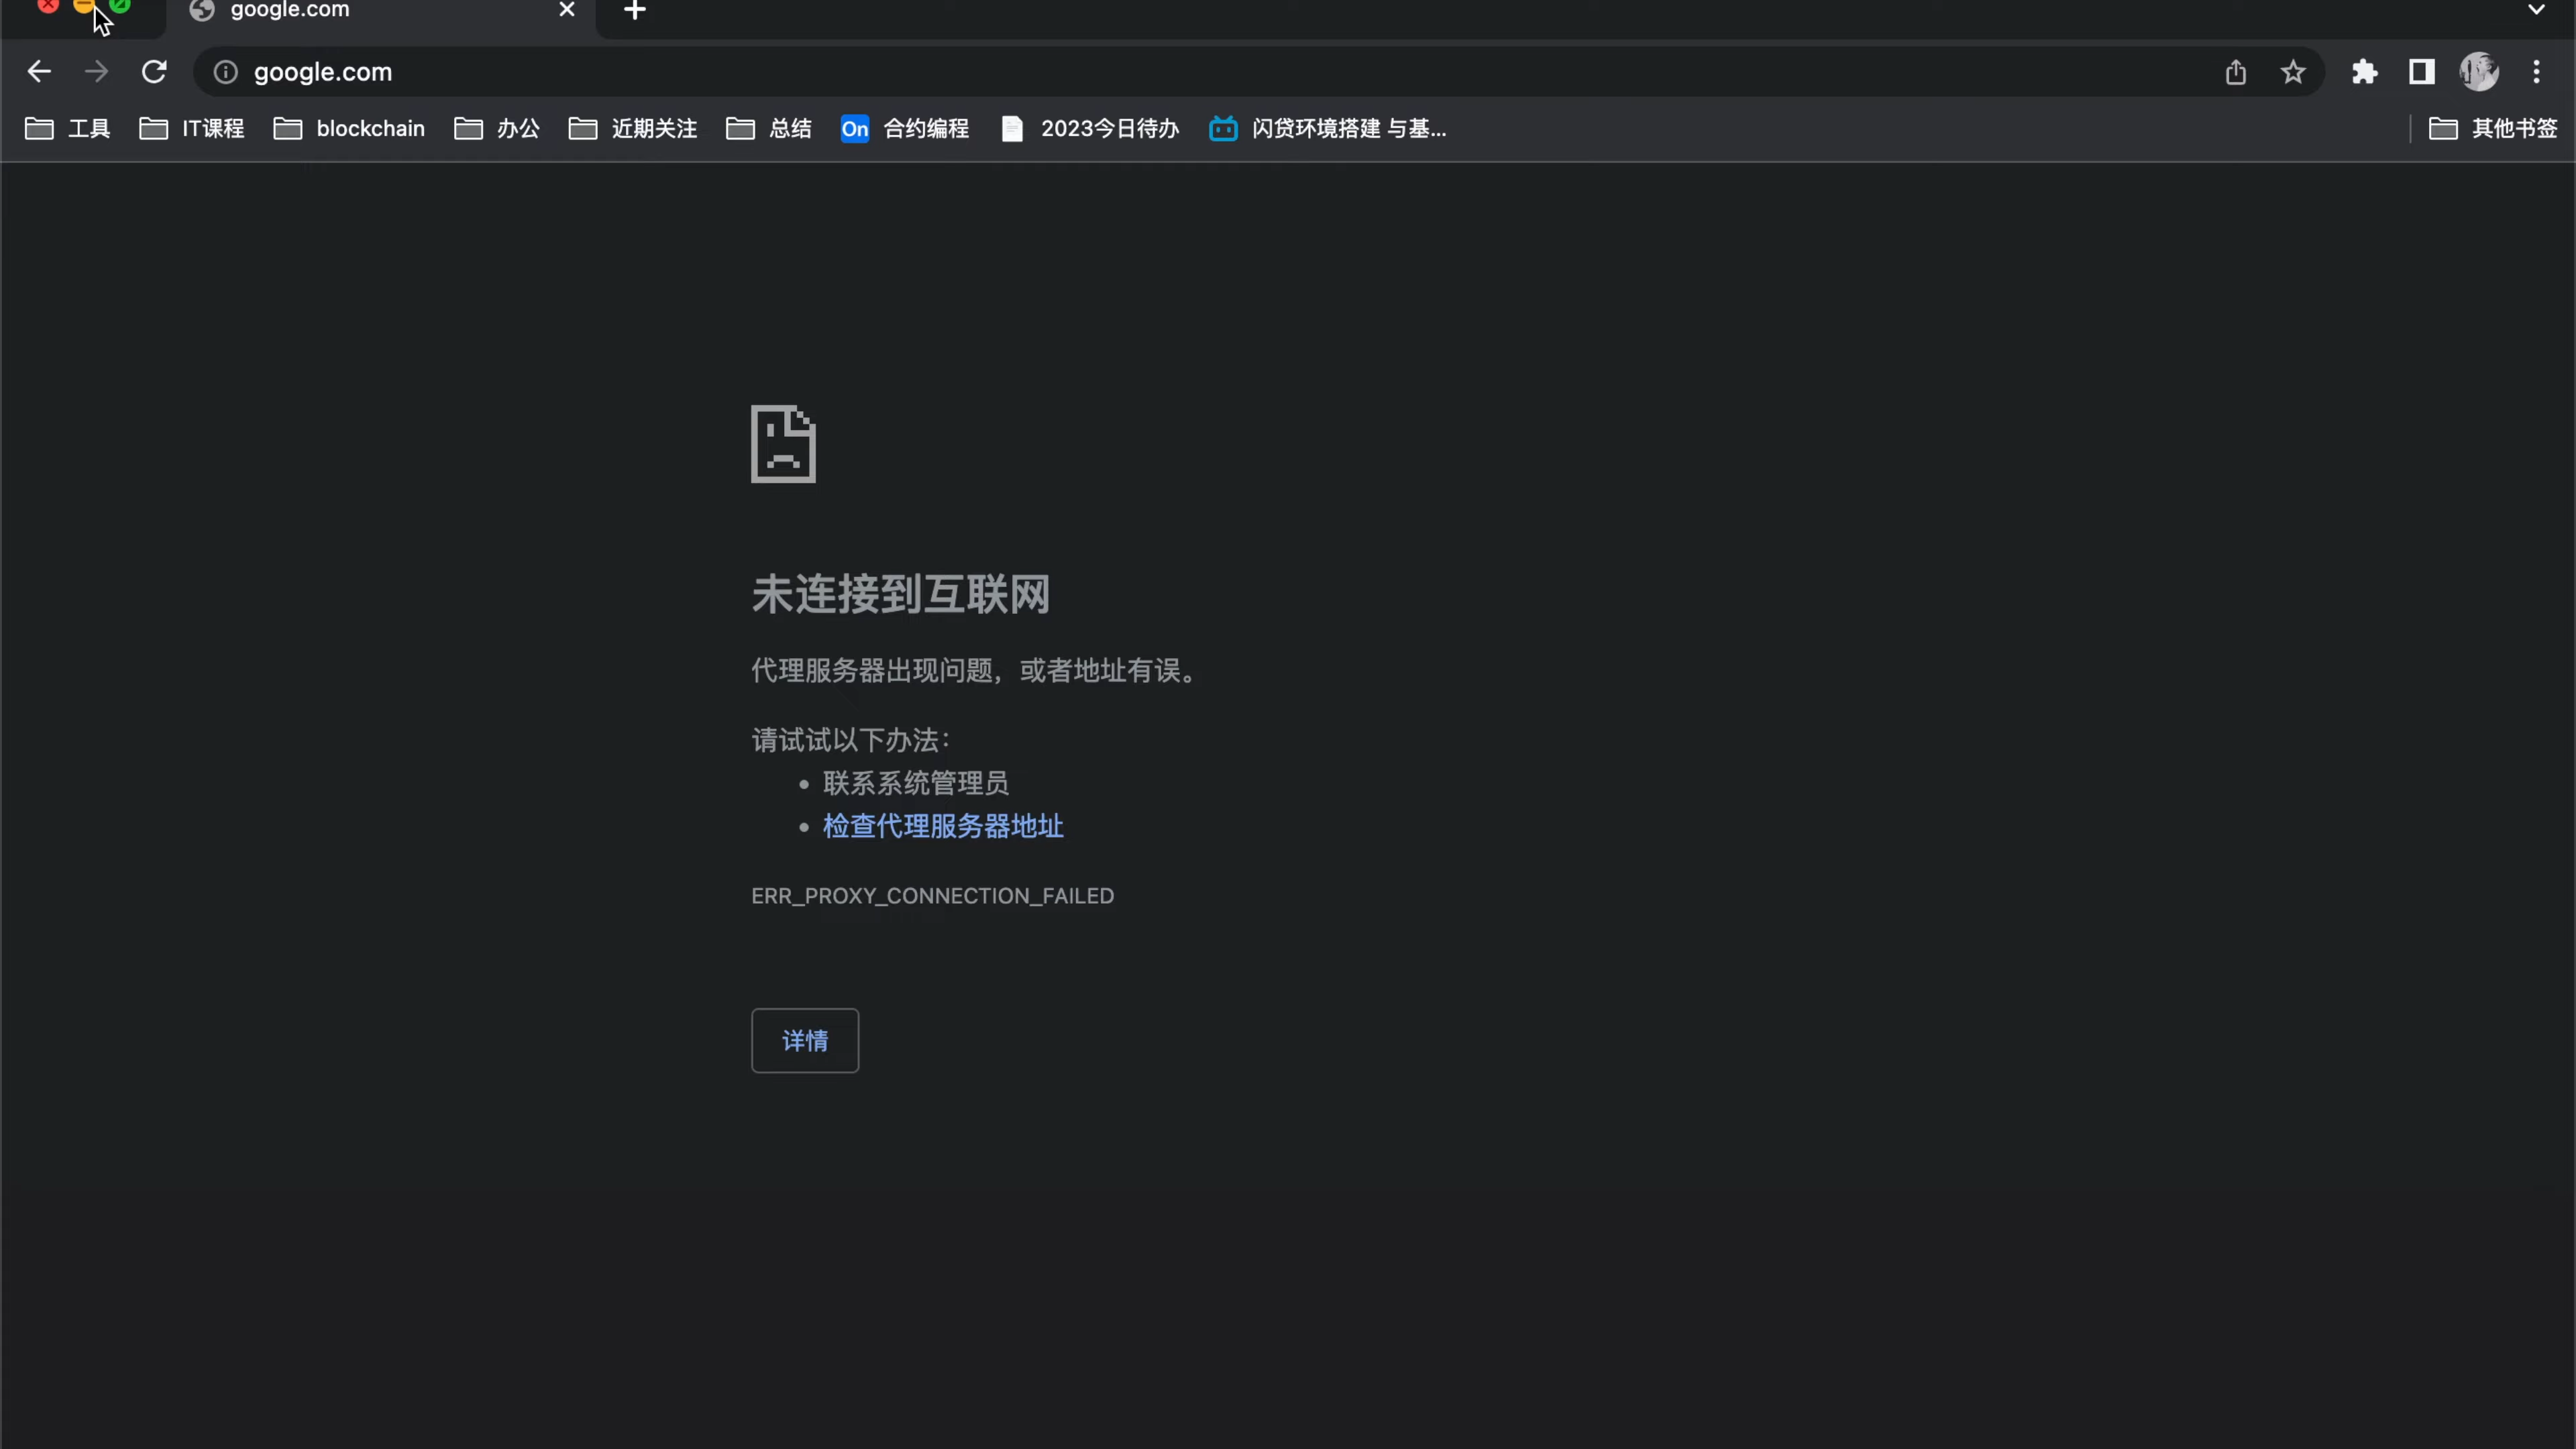 google.com
google.com
工具 IT课程 blockchain 办公 近期关注 总结 On 合约编程 2023今日待办 闪贷环境搭建 与基... 其他书签
未连接到互联网
代理服务器出现问题，或者地址有误。
请试试以下办法：
• 联系系统管理员
• 检查代理服务器地址
ERR_PROXY_CONNECTION_FAILED
详情